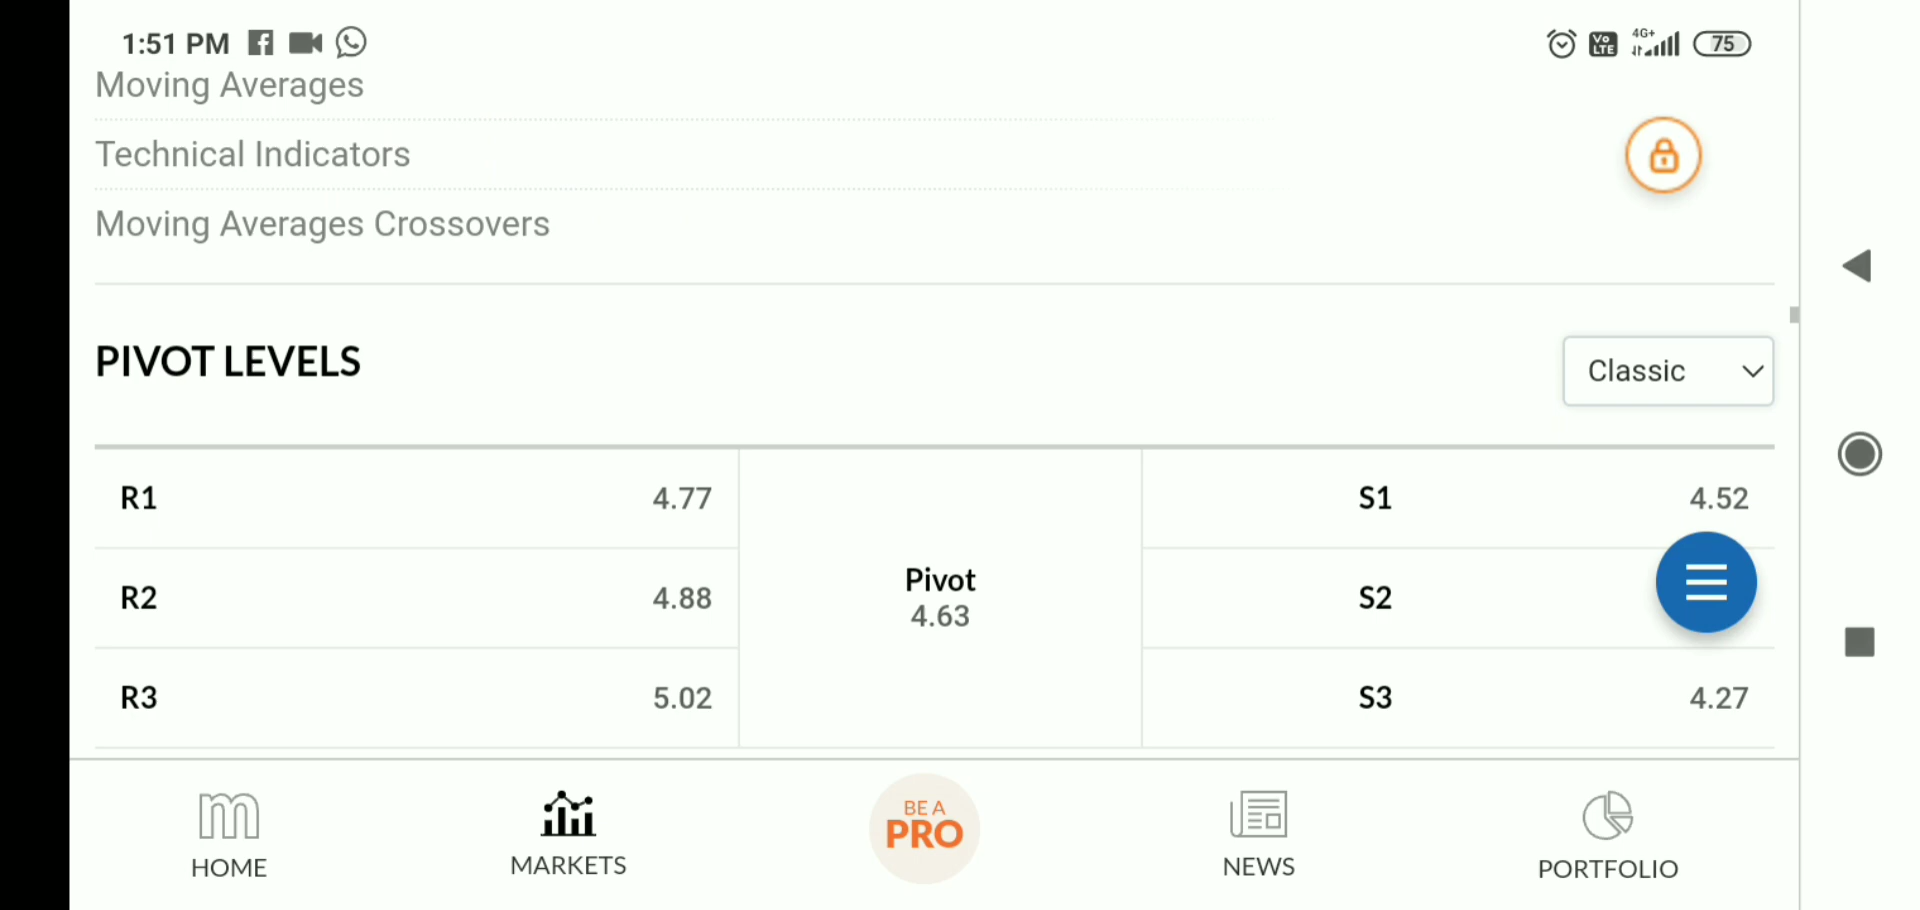 1:51 PM
Vo LTE
4G+
75
Moving Averages
Technical Indicators
Moving Averages Crossovers
PIVOT LEVELS
Classic
R1 4.77
R2 4.88
R3 5.02
Pivot
4.63
S1 4.52
S2
S3 4.27
HOME
MARKETS
BE A
PRO
NEWS
PORTFOLIO